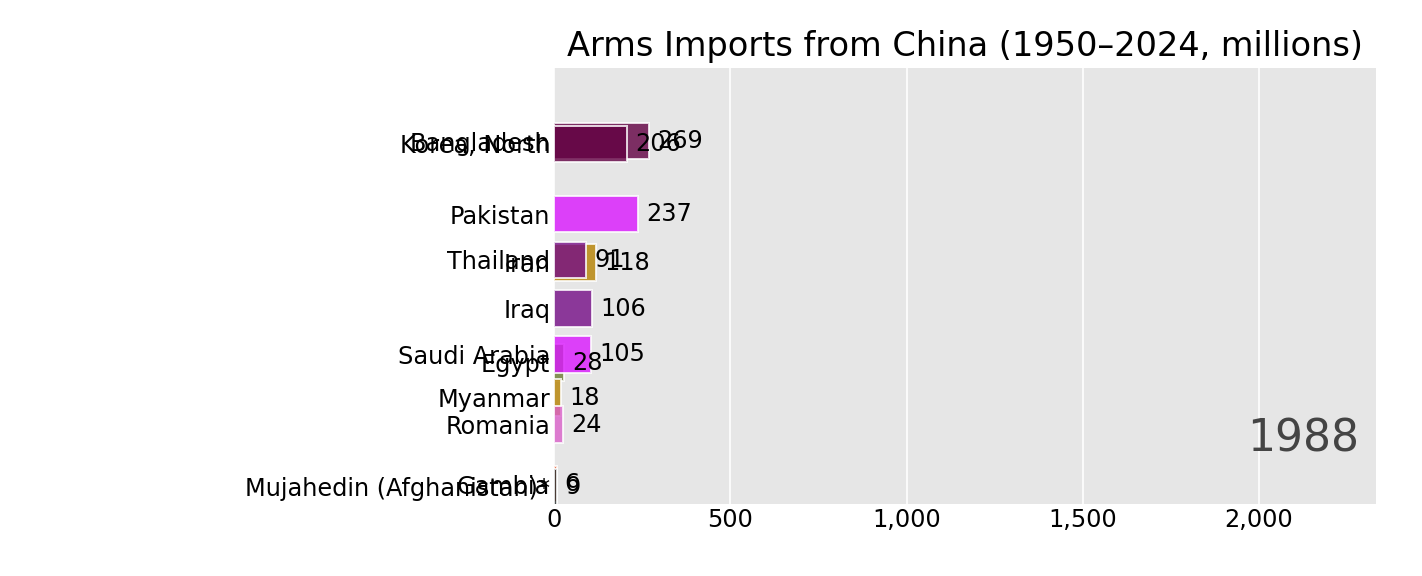 Arms Imports from China (1950–2024, millions)
Bangladesh 269
Korea, North 206
Pakistan 237
Thailand 91
Iran 118
Iraq 106
Saudi Arabia 105
Egypt 28
Myanmar 18
Romania 24
1988
Gambia 6
Mujahedin (Afghanistan)* 9
0 500 1,000 1,500 2,000